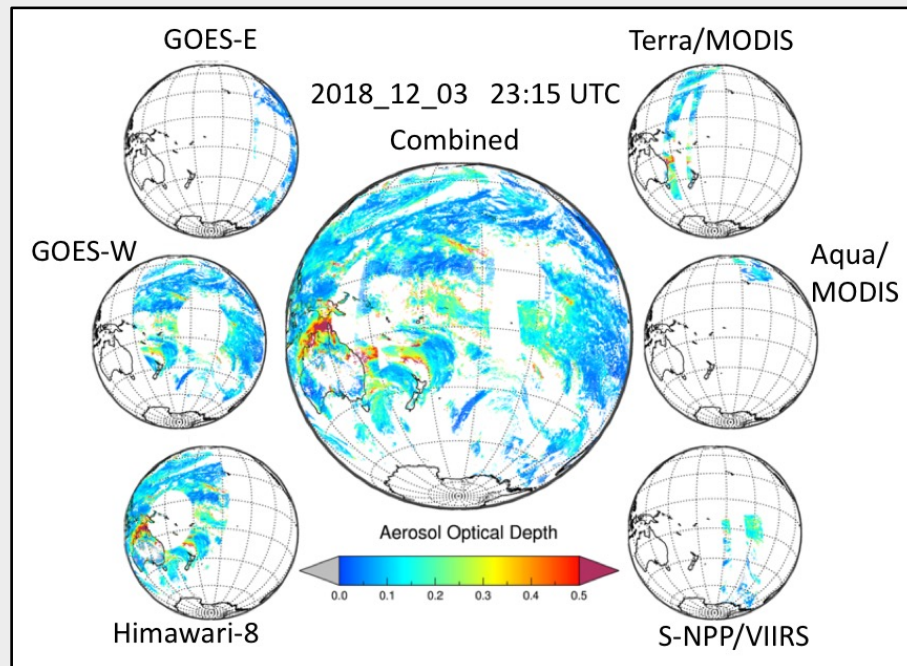 GOES-E
Terra/MODIS
2018_12_03 23:15 UTC
Combined
GOES-W
Aqua/
MODIS
Aerosol Optical Depth
0.0 0.1 0.2 0.3 0.4 0.5
Himawari-8
S-NPP/VIIRS